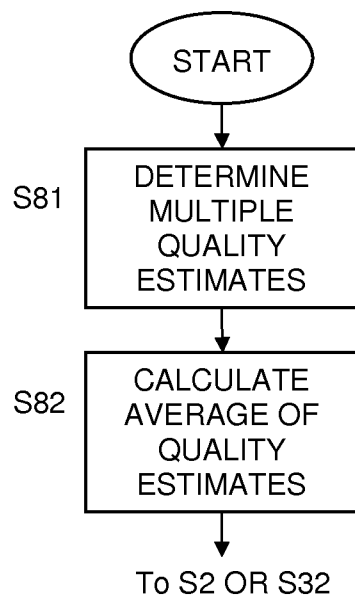 START
S81
DETERMINE
MULTIPLE
QUALITY
ESTIMATES
S82
CALCULATE
AVERAGE OF
QUALITY
ESTIMATES
To S2 OR S32